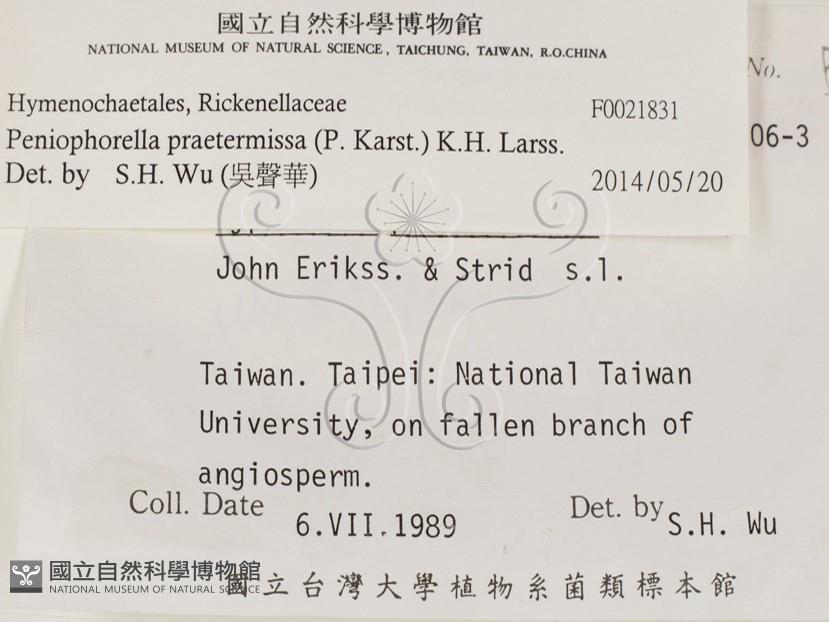 國立自然科學博物館
NATIONAL MUSEUM OF NATURAL SCIENCE, TAICHUNG, TAIWAN, R.O.CHINA
No.
Hymenochaetales, Rickenellaceae F0021831
Peniophorella praetermissa (P. Karst.) K.H. Larss.
06-3
Det. by S.H. Wu (吳聲華) 2014/05/20
John Erikss. & Strid s.l.
Taiwan. Taipei: National Taiwan
University, on fallen branch of
angiosperm.
Coll. Date 6.VII.1989 Det. by S.H. Wu
國立台灣大學植物系菌類標本館
國立自然科學博物館
NATIONAL MUSEUM OF NATURAL SCIENCE